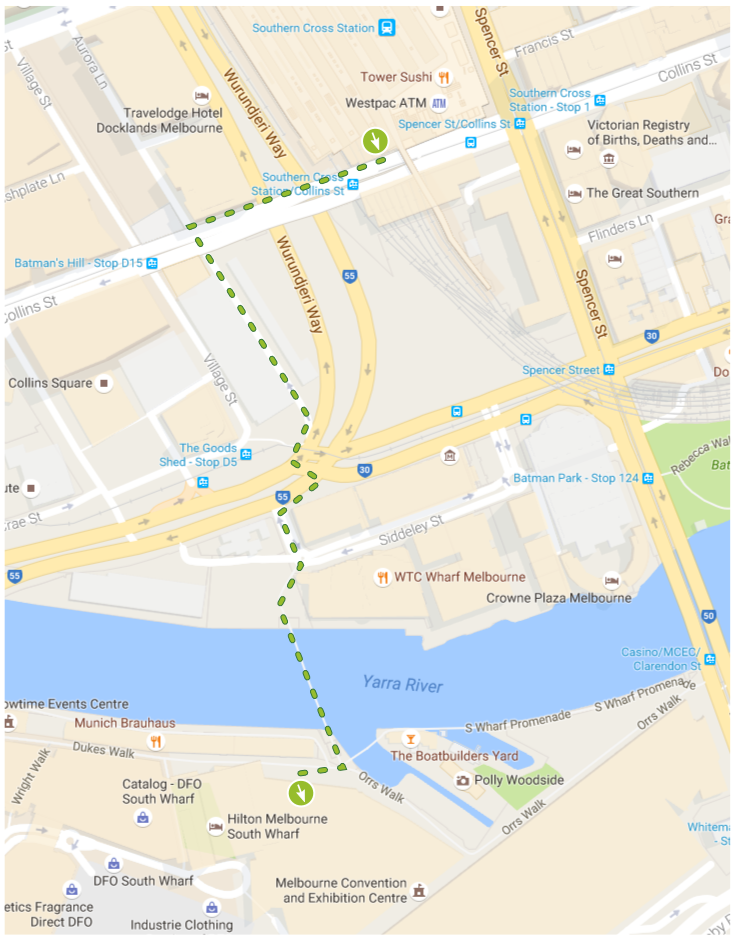 Southern Cross Station
Spencer St
Francis St
St
Village St
Aurora Ln
Collins St
Wurundjeri Way
Tower Sushi
Westpac ATM
ATM
Southern Cross
Station - Stop 1
Travelodge Hotel
Docklands Melbourne
Spencer St/Collins St
Victorian Registry
of Births, Deaths and...
Southern Cross
Station/Collins St
shplate Ln
The Great Southern
Gra
Flinders Ln
Batman's Hill - Stop D15
Wurundjeri Way
55
Spencer St
Collins St
30
Village St
Spencer Street
Do
Collins Square
The Goods
Shed - Stop D5
30
Rebecca Wal
Bat
Batman Park - Stop 124
ute
55
rae St
Siddeley St
55
WTC Wharf Melbourne
Crowne Plaza Melbourne
50
Casino/MCEC/
Clarendon St
Yarra River
S Wharf Promenade
owtime Events Centre
Munich Brauhaus
S Wharf Promenade
Orrs Walk
Dukes Walk
The Boatbuilders Yard
Wright Walk
Catalog - DFO
South Wharf
Orrs Walk
Polly Woodside
Hilton Melbourne
South Wharf
Orrs Walk
Whitem
- St
DFO South Wharf
Melbourne Convention
and Exhibition Centre
etics Fragrance
Direct DFO
Industrie Clothing
by